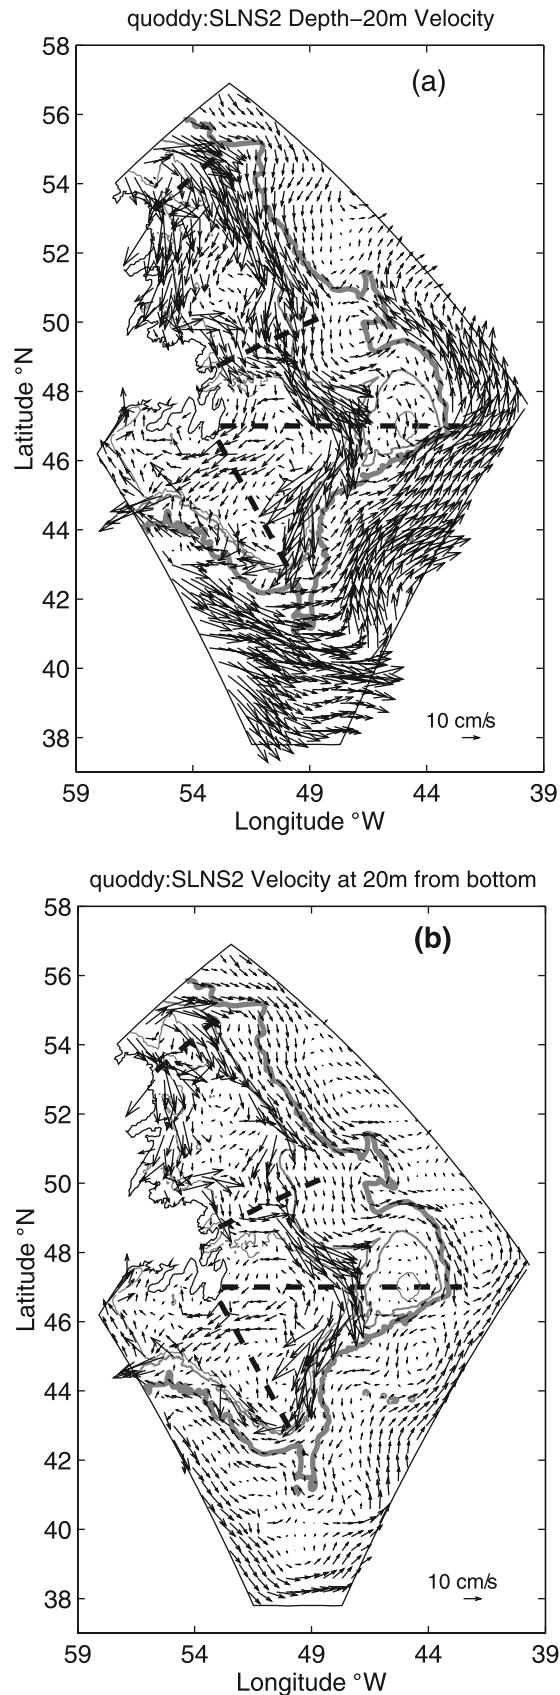 quoddy:SLNS2 Depth−20m Velocity
(a)
58
56
54
52
50
48
46
44
42
40
38
Latitude °N
10 cm/s
59 54 49 44 39
Longitude °W
quoddy:SLNS2 Velocity at 20m from bottom
(b)
58
56
54
52
50
48
46
44
42
40
38
Latitude °N
10 cm/s
59 54 49 44 39
Longitude °W